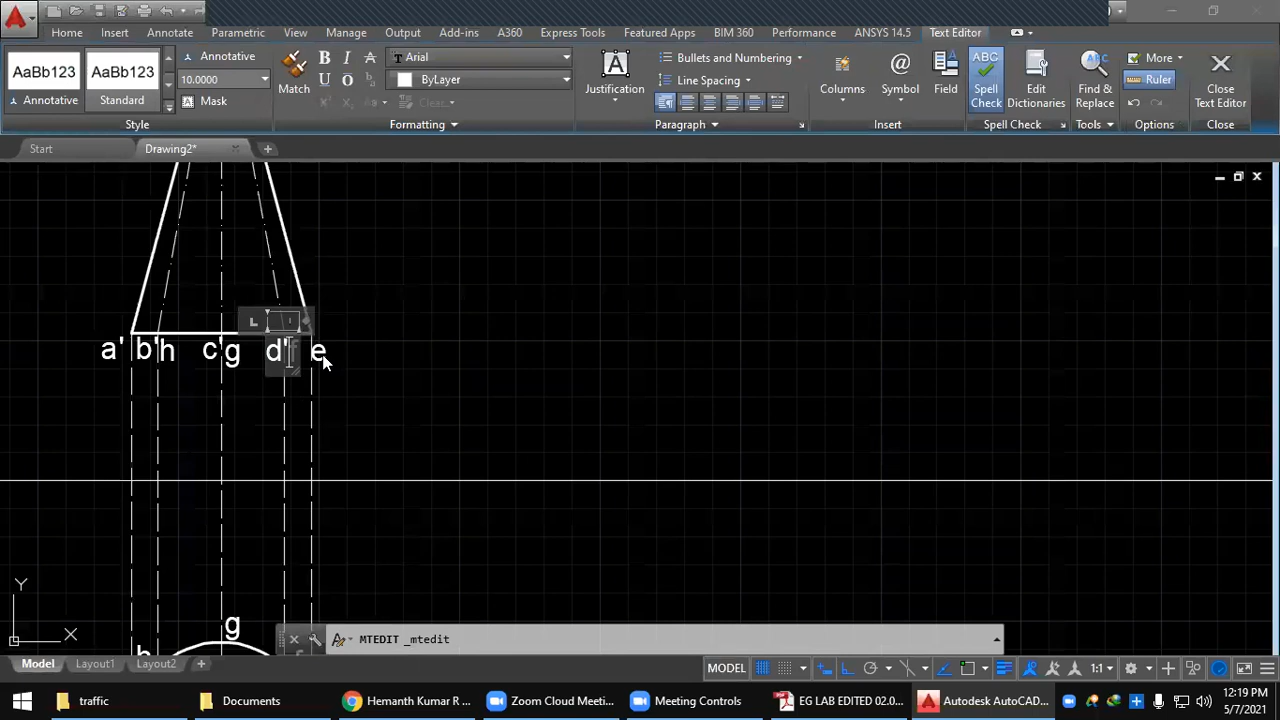 Home Insert Annotate Parametric View Manage Output Add-ins A360 Express Tools Featured Apps BIM 360 Performance ANSYS 14.5 Text Editor
AaBb123 AaBb123 Annotative Match B I A Arial Bullets and Numbering More
10.0000 U O ByLayer Justification Line Spacing Columns @ Symbol Field ABC Spell Check Edit Dictionaries Find & Replace Ruler Close Text Editor
Annotative Standard Mask Clear
Style Formatting Paragraph Insert Spell Check Tools Options Close
Start Drawing2*
L
a' b'h c'g d' e
Y
X
g
h
MTEDIT _mtedit
Model Layout1 Layout2 MODEL 1:1
traffic Documents Hemanth Kumar R ... Zoom Cloud Meeti... Meeting Controls EG LAB EDITED 02.0... Autodesk AutoCAD... 12:19 PM
5/7/2021